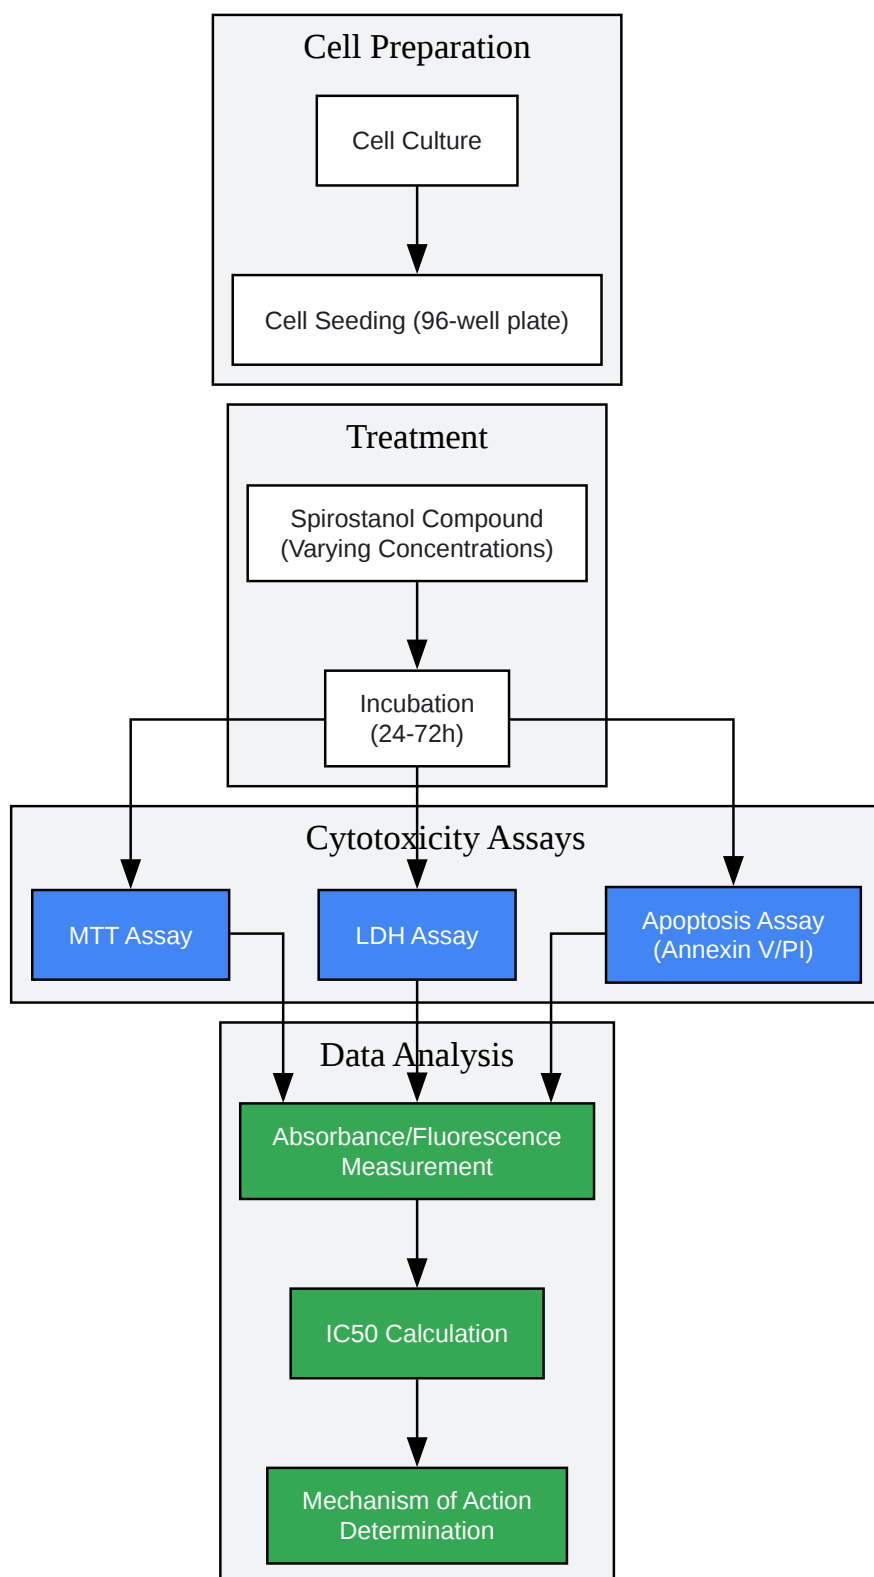 Cell Preparation
Cell Culture
Cell Seeding (96-well plate)
Treatment
Spirostanol Compound
(Varying Concentrations)
Incubation
(24-72h)
Cytotoxicity Assays
MTT Assay
LDH Assay
Apoptosis Assay
(Annexin V/PI)
Data Analysis
Absorbance/Fluorescence
Measurement
IC50 Calculation
Mechanism of Action
Determination